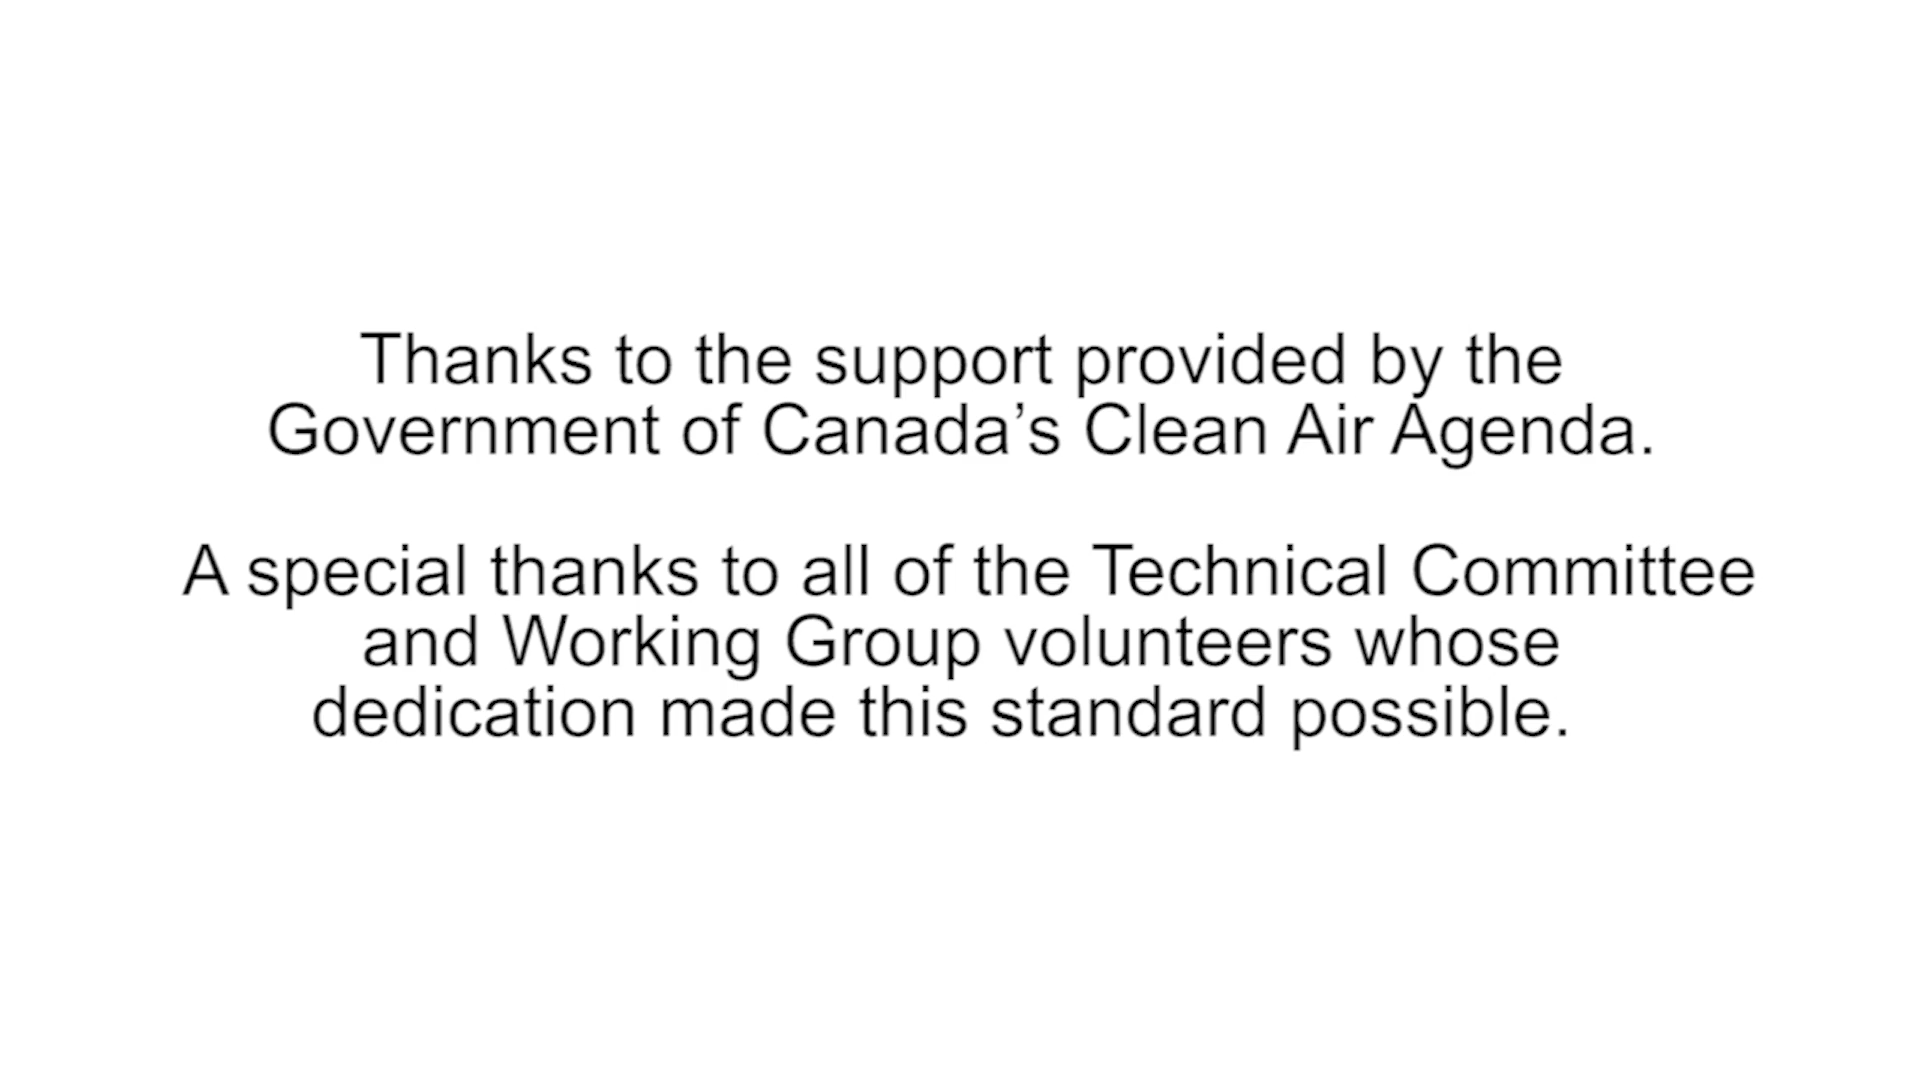 Thanks to the support provided by the
Government of Canada’s Clean Air Agenda.
A special thanks to all of the Technical Committee
and Working Group volunteers whose
dedication made this standard possible.